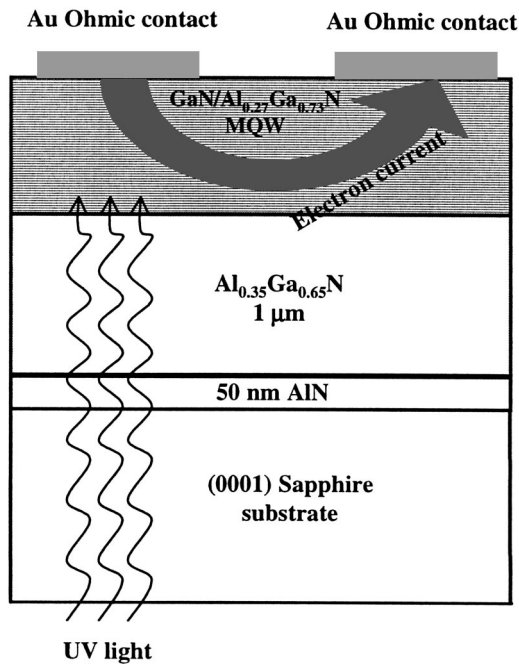 Au Ohmic contact Au Ohmic contact
GaN/Al₀.₂₇Ga₀.₇₃N
MQW
Electron current
Al₀.₃₅Ga₀.₆₅N
1 μm
50 nm AlN
(0001) Sapphire
substrate
UV light